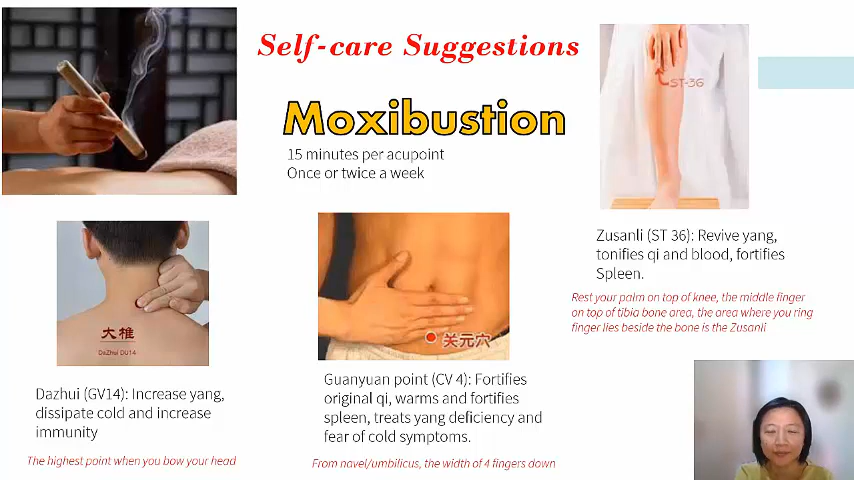 Self-care Suggestions
Moxibustion
15 minutes per acupoint
Once or twice a week
ST-36
大椎
DaZhui DU14
关元穴
Dazhui (GV14): Increase yang,
dissipate cold and increase
immunity
The highest point when you bow your head
Guanyuan point (CV 4): Fortifies
original qi, warms and fortifies
spleen, treats yang deficiency and
fear of cold symptoms.
From navel/umbilicus, the width of 4 fingers down
Zusanli (ST 36): Revive yang,
tonifies qi and blood, fortifies
Spleen.
Rest your palm on top of knee, the middle finger
on top of tibia bone area, the area where you ring
finger lies beside the bone is the Zusanli